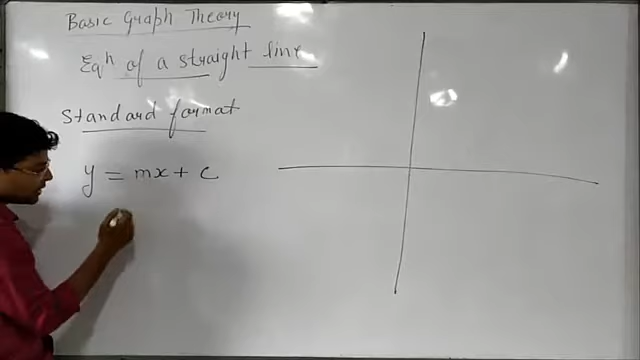 Basic Graph Theory
Eqn of a straight line
Standard format
y = mx + c